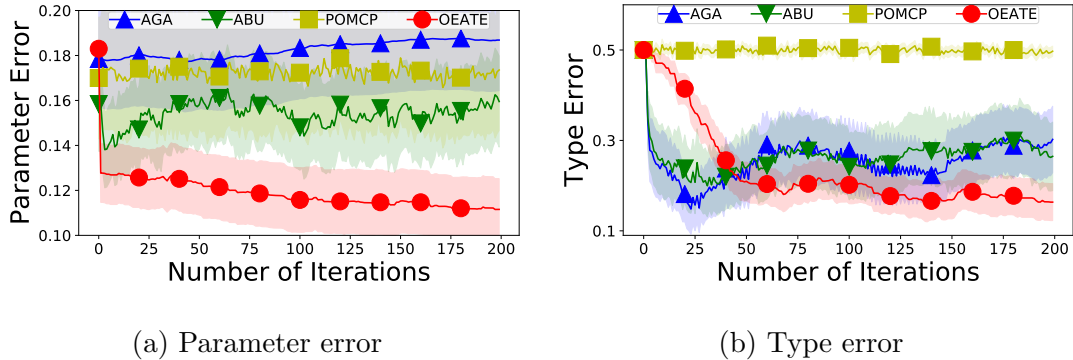 AGA ABU POMCP OEATE
0.20
0.18
0.16
0.14
0.12
0.10
Parameter Error
0 25 50 75 100 125 150 175 200
Number of Iterations
(a) Parameter error
AGA ABU POMCP OEATE
0.5
0.3
0.1
Type Error
0 25 50 75 100 125 150 175 200
Number of Iterations
(b) Type error